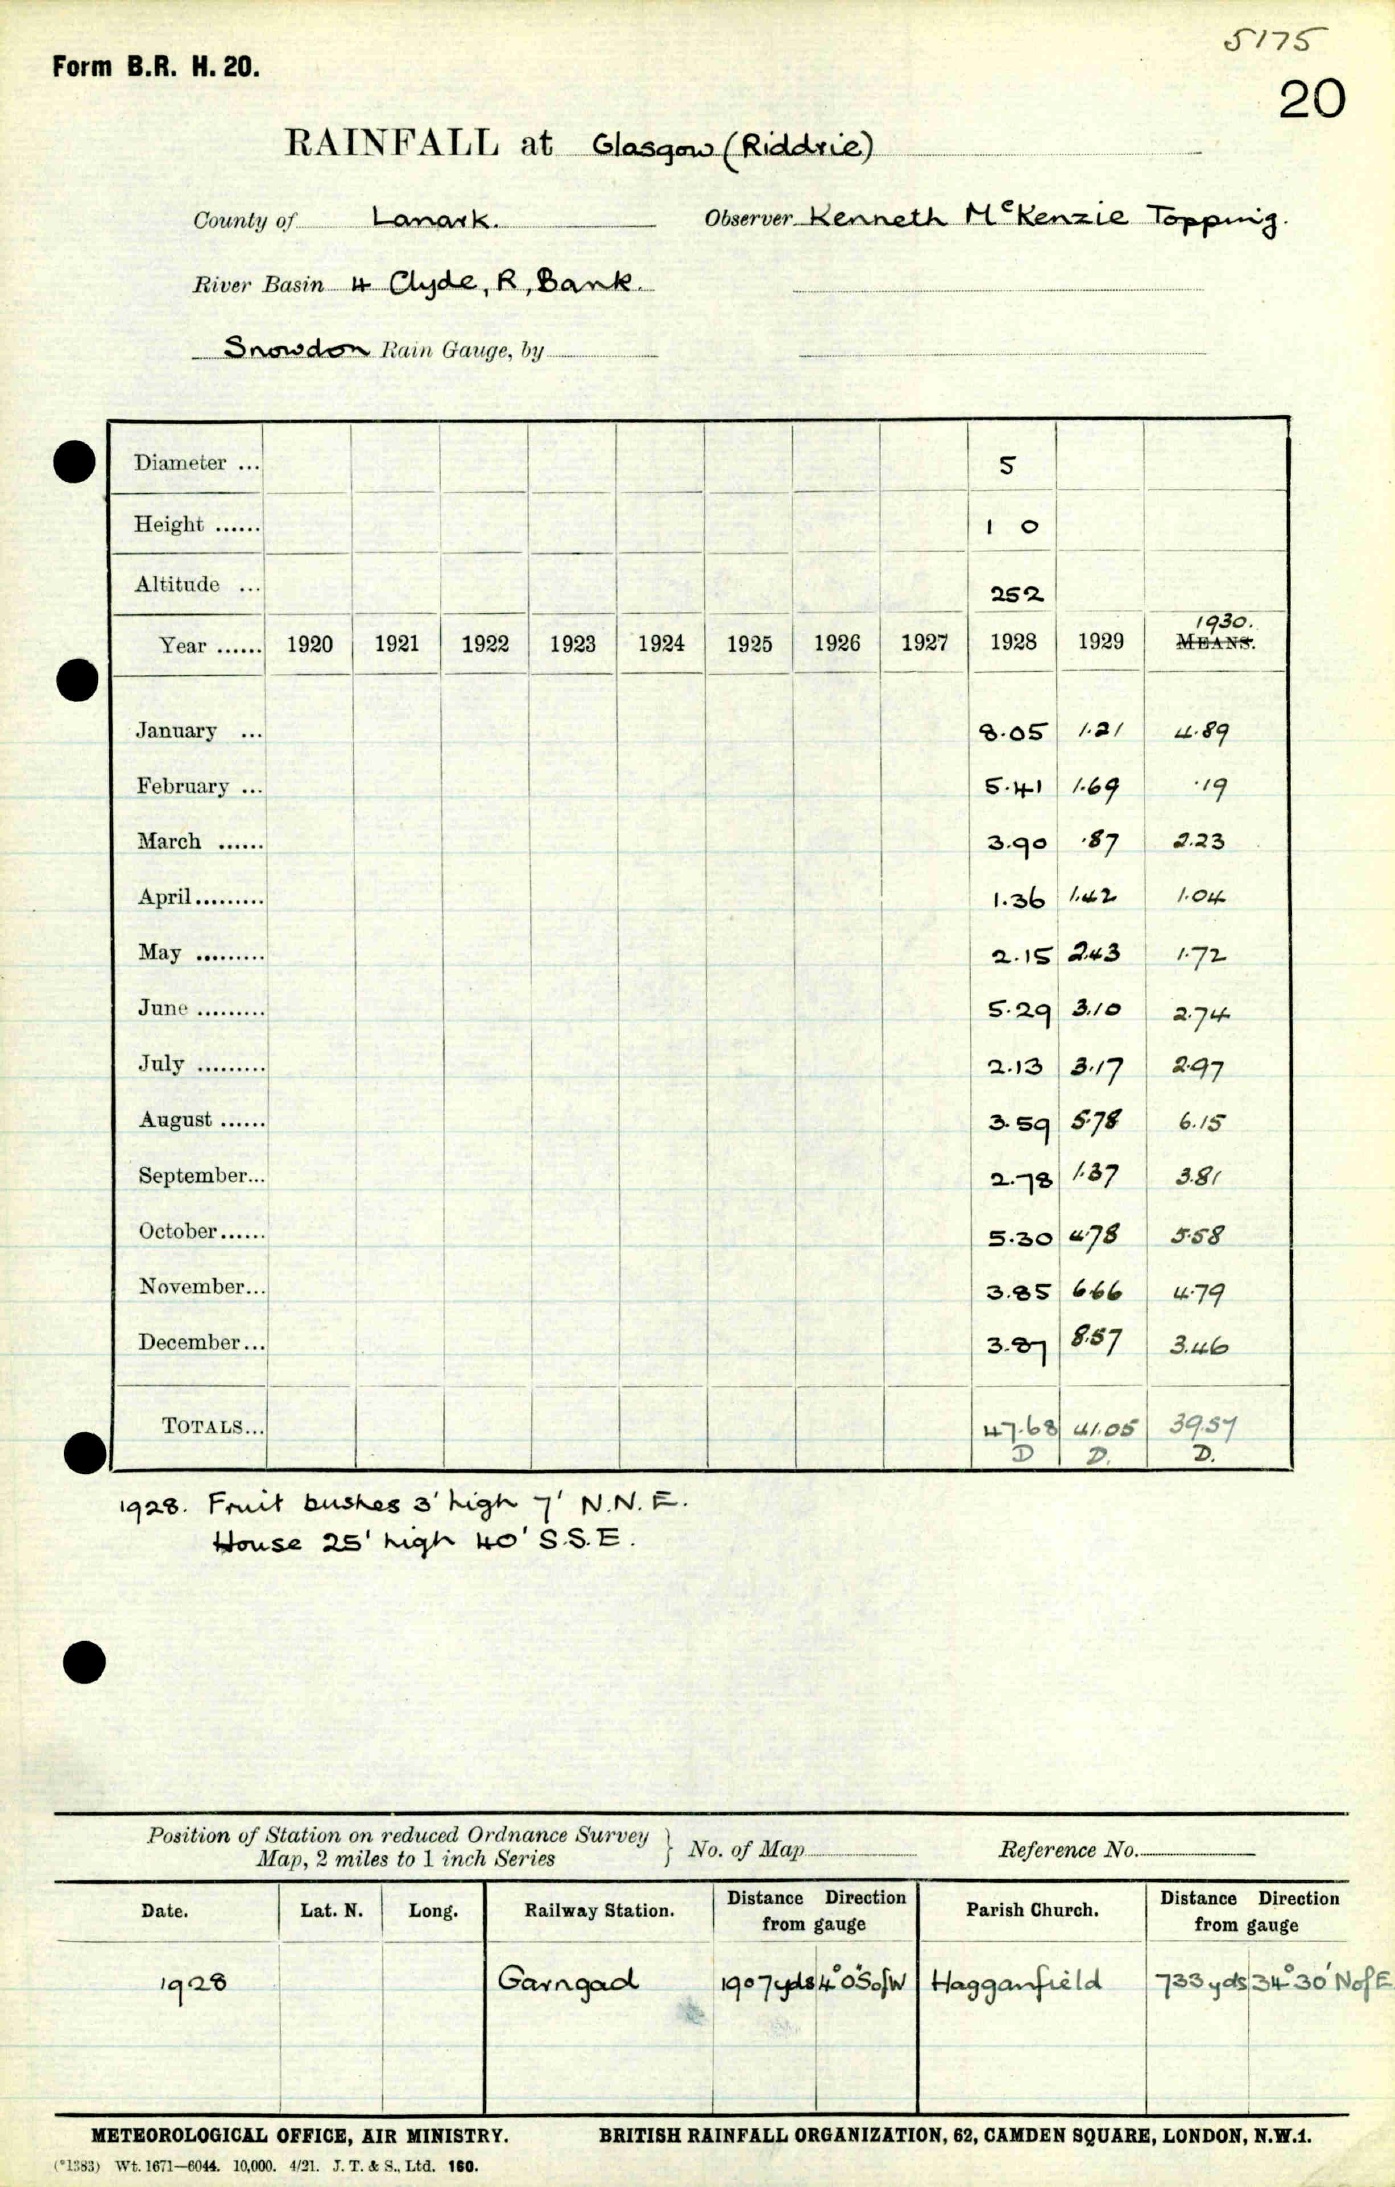 5175
Form B.R. H. 20.
20
RAINFALL at Glasgow (Riddrie)
County of Lanark. Observer Kenneth McKenzie Topping.
River Basin 4 Clyde, R, Bank.
Snowdon Rain Gauge, by
Diameter ... 5
Height ...... 1 0
Altitude ... 252
1930.
Year ...... 1920 1921 1922 1923 1924 1925 1926 1927 1928 1929 MEANS.
January ... 8.05 1.21 4.89
February ... 5.41 1.69 .19
March ...... 3.90 .87 2.23
April......... 1.36 1.42 1.04
May ......... 2.15 2.43 1.72
June ......... 5.29 3.10 2.74
July ......... 2.13 3.17 2.97
August ...... 3.59 5.78 6.15
September... 2.78 1.37 3.81
October...... 5.30 4.78 5.58
November... 3.85 6.66 4.79
December... 3.87 8.57 3.46
TOTALS... 47.68 41.05 39.57
D D. D.
1928. Fruit bushes 3' high 7' N.N.E.
House 25' high 40' S.S.E.
Position of Station on reduced Ordnance Survey
Map, 2 miles to 1 inch Series } No. of Map Reference No.
Date. Lat. N. Long. Railway Station. Distance Direction from gauge Parish Church. Distance Direction from gauge
1928 Garngad 1907yds 4°0'S of W Hagganfield 733 yds 34°30' N of E
METEOROLOGICAL OFFICE, AIR MINISTRY. BRITISH RAINFALL ORGANIZATION, 62, CAMDEN SQUARE, LONDON, N.W.1.
(*1383) Wt. 1671—6044. 10,000. 4/21. J. T. & S., Ltd. 160.